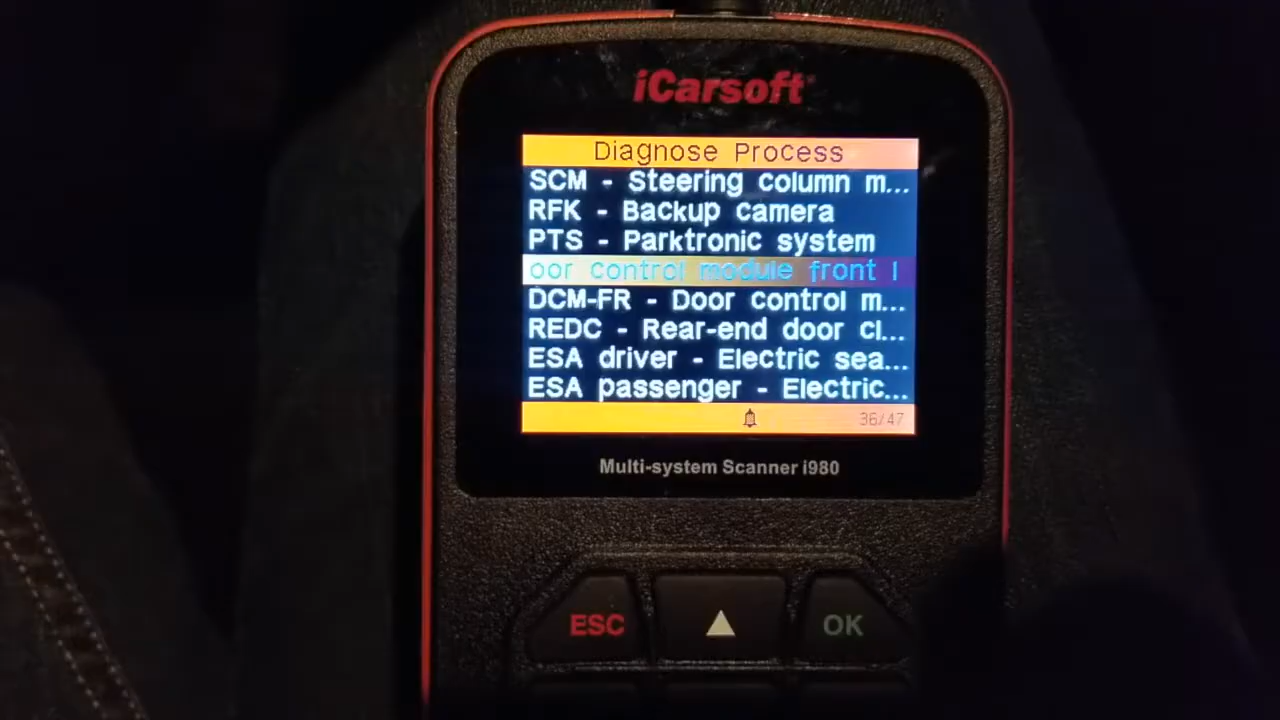 iCarsoft
Diagnose Process
SCM - Steering column m...
RFK - Backup camera
PTS - Parktronic system
oor control module front l
DCM-FR - Door control m...
REDC - Rear-end door cl...
ESA driver - Electric sea...
ESA passenger - Electric...
36/47
Multi-system Scanner i980
ESC
OK